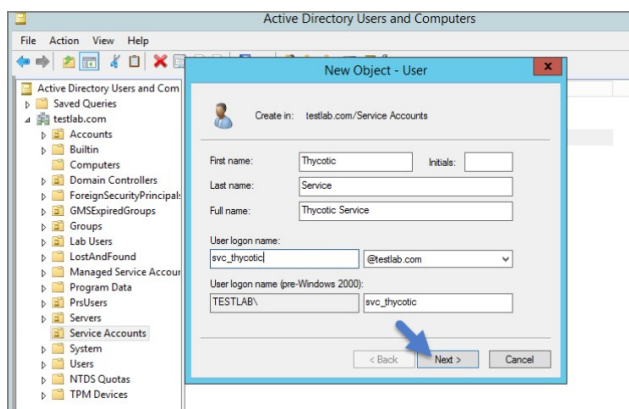 Active Directory Users and Computers
File Action View Help
Active Directory Users and Com
Saved Queries
testlab.com
Accounts
Builtin
Computers
Domain Controllers
ForeignSecurityPrincipals
GMSExpiredGroups
Groups
Lab Users
LostAndFound
Managed Service Accour
Program Data
PrsUsers
Servers
Service Accounts
System
Users
NTDS Quotas
TPM Devices
New Object - User
x
Create in: testlab.com/Service Accounts
First name: Thycotic Initials:
Last name: Service
Full name: Thycotic Service
User logon name:
svc_thycotic @testlab.com
User logon name (pre-Windows 2000):
TESTLAB\ svc_thycotic
< Back Next > Cancel